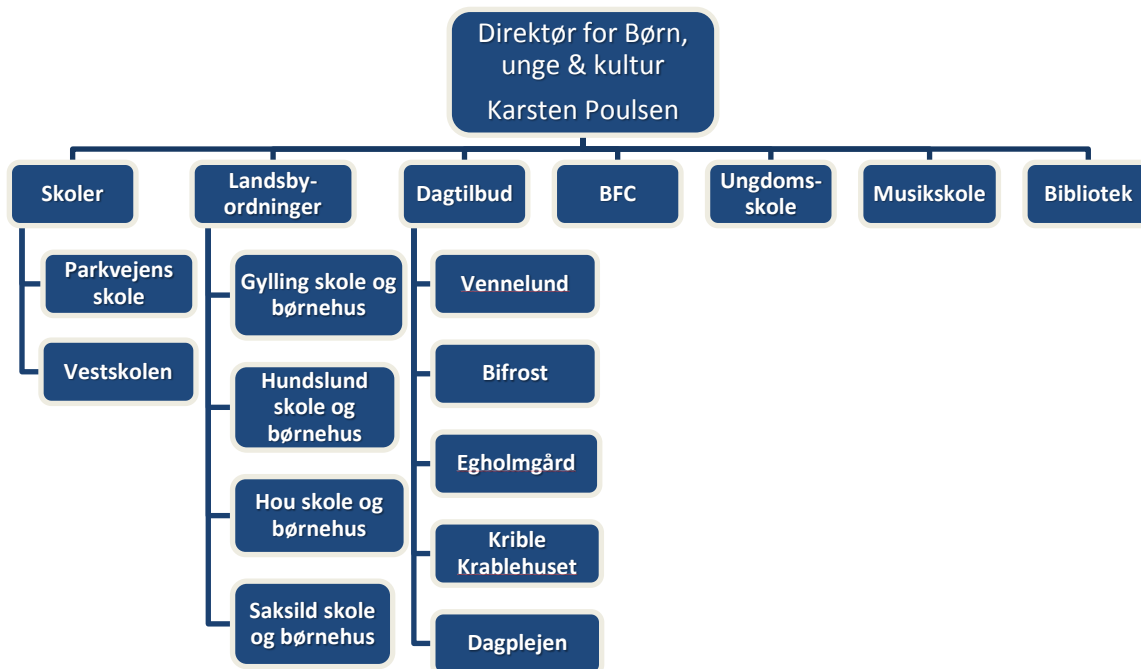 Direktør for Børn,
unge & kultur
Karsten Poulsen
Skoler
Landsby-
ordninger
Dagtilbud
BFC
Ungdoms-
skole
Musikskole
Bibliotek
Parkvejens
skole
Vestskolen
Gylling skole og
børnehus
Hundslund
skole og
børnehus
Hou skole og
børnehus
Saksild skole
og børnehus
Vennelund
Bifrost
Egholmgård
Krible
Krablehuset
Dagplejen